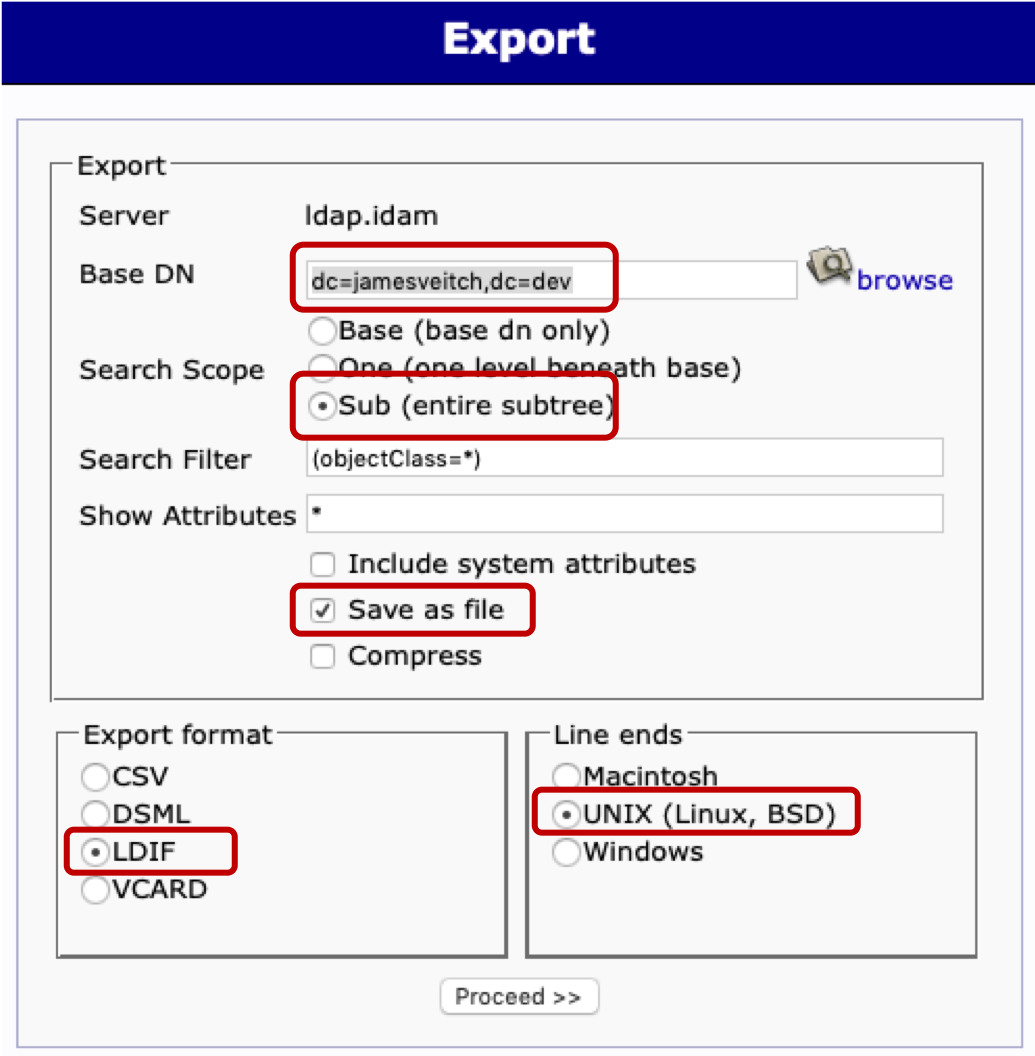 Export
Export
Server ldap.idam
Base DN dc=jamesveitch,dc=dev browse
Base (base dn only)
Search Scope One (one level beneath base)
Sub (entire subtree)
Search Filter (objectClass=*)
Show Attributes *
Include system attributes
Save as file
Compress
Export format
CSV
DSML
LDIF
VCARD
Line ends
Macintosh
UNIX (Linux, BSD)
Windows
Proceed >>